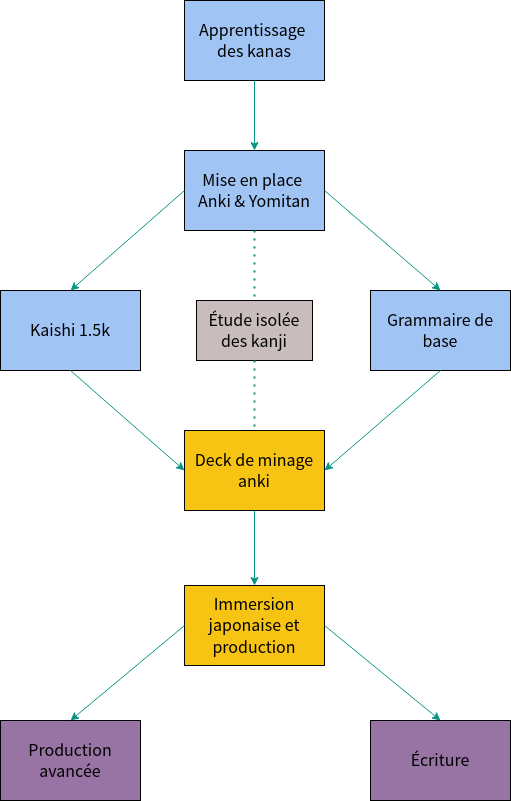 Apprentissage
des kanas
Mise en place
Anki & Yomitan
Kaishi 1.5k
Étude isolée
des kanji
Grammaire de
base
Deck de minage
anki
Immersion
japonaise et
production
Production
avancée
Écriture